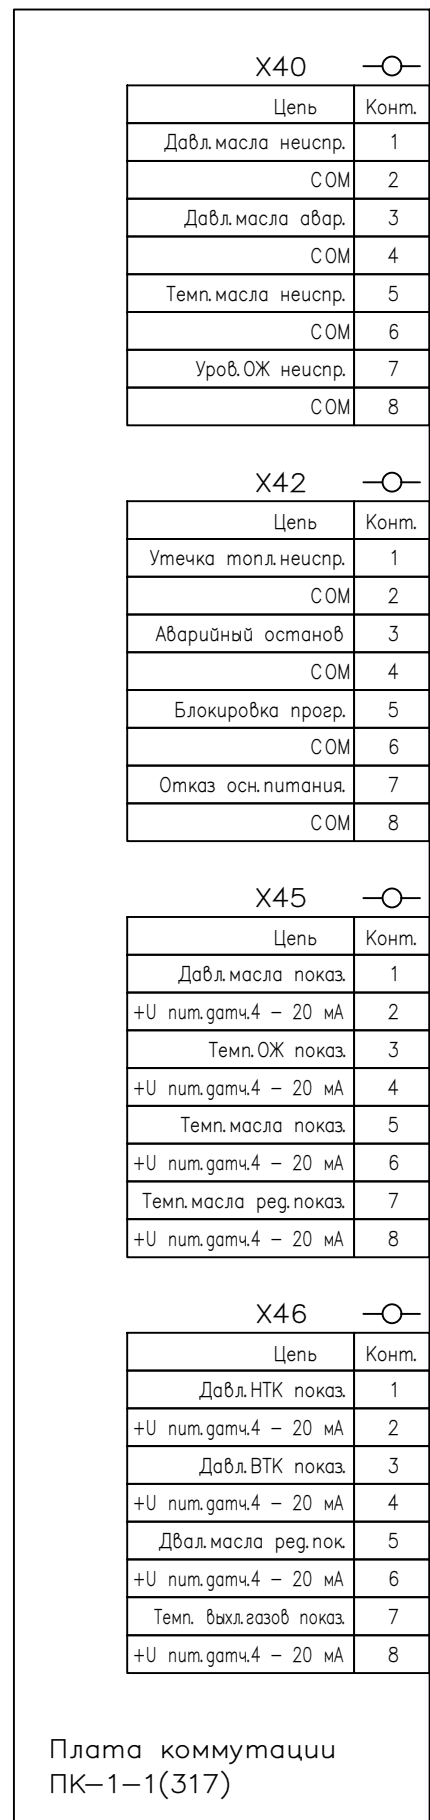 X40
Цепь Конт.
Давл.масла неиспр. 1
COM 2
Давл.масла авар. 3
COM 4
Темп.масла неиспр. 5
COM 6
Уров.ОЖ неиспр. 7
COM 8
X42
Цепь Конт.
Утечка топл.неиспр. 1
COM 2
Аварийный останов 3
COM 4
Блокировка прогр. 5
COM 6
Отказ осн.питания. 7
COM 8
X45
Цепь Конт.
Давл.масла показ. 1
+U пит.датч.4 – 20 мА 2
Темп.ОЖ показ. 3
+U пит.датч.4 – 20 мА 4
Темп.масла показ. 5
+U пит.датч.4 – 20 мА 6
Темп.масла ред.показ. 7
+U пит.датч.4 – 20 мА 8
X46
Цепь Конт.
Давл.НТК показ. 1
+U пит.датч.4 – 20 мА 2
Давл.ВТК показ. 3
+U пит.датч.4 – 20 мА 4
Двал.масла ред.пок. 5
+U пит.датч.4 – 20 мА 6
Темп. выхл.газов показ. 7
+U пит.датч.4 – 20 мА 8
Плата коммутации
ПК–1–1(317)